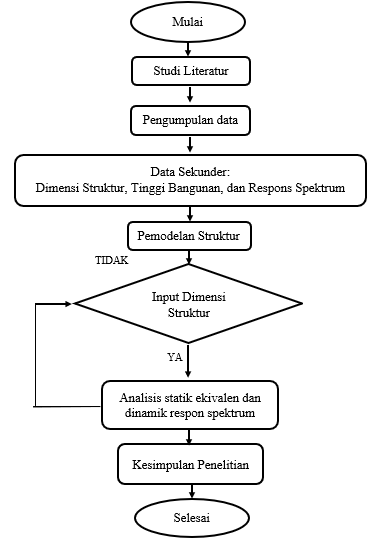 Mulai
Studi Literatur
Pengumpulan data
Data Sekunder:
Dimensi Struktur, Tinggi Bangunan, dan Respons Spektrum
Pemodelan Struktur
TIDAK
Input Dimensi
Struktur
YA
Analisis statik ekivalen dan
dinamik respon spektrum
Kesimpulan Penelitian
Selesai